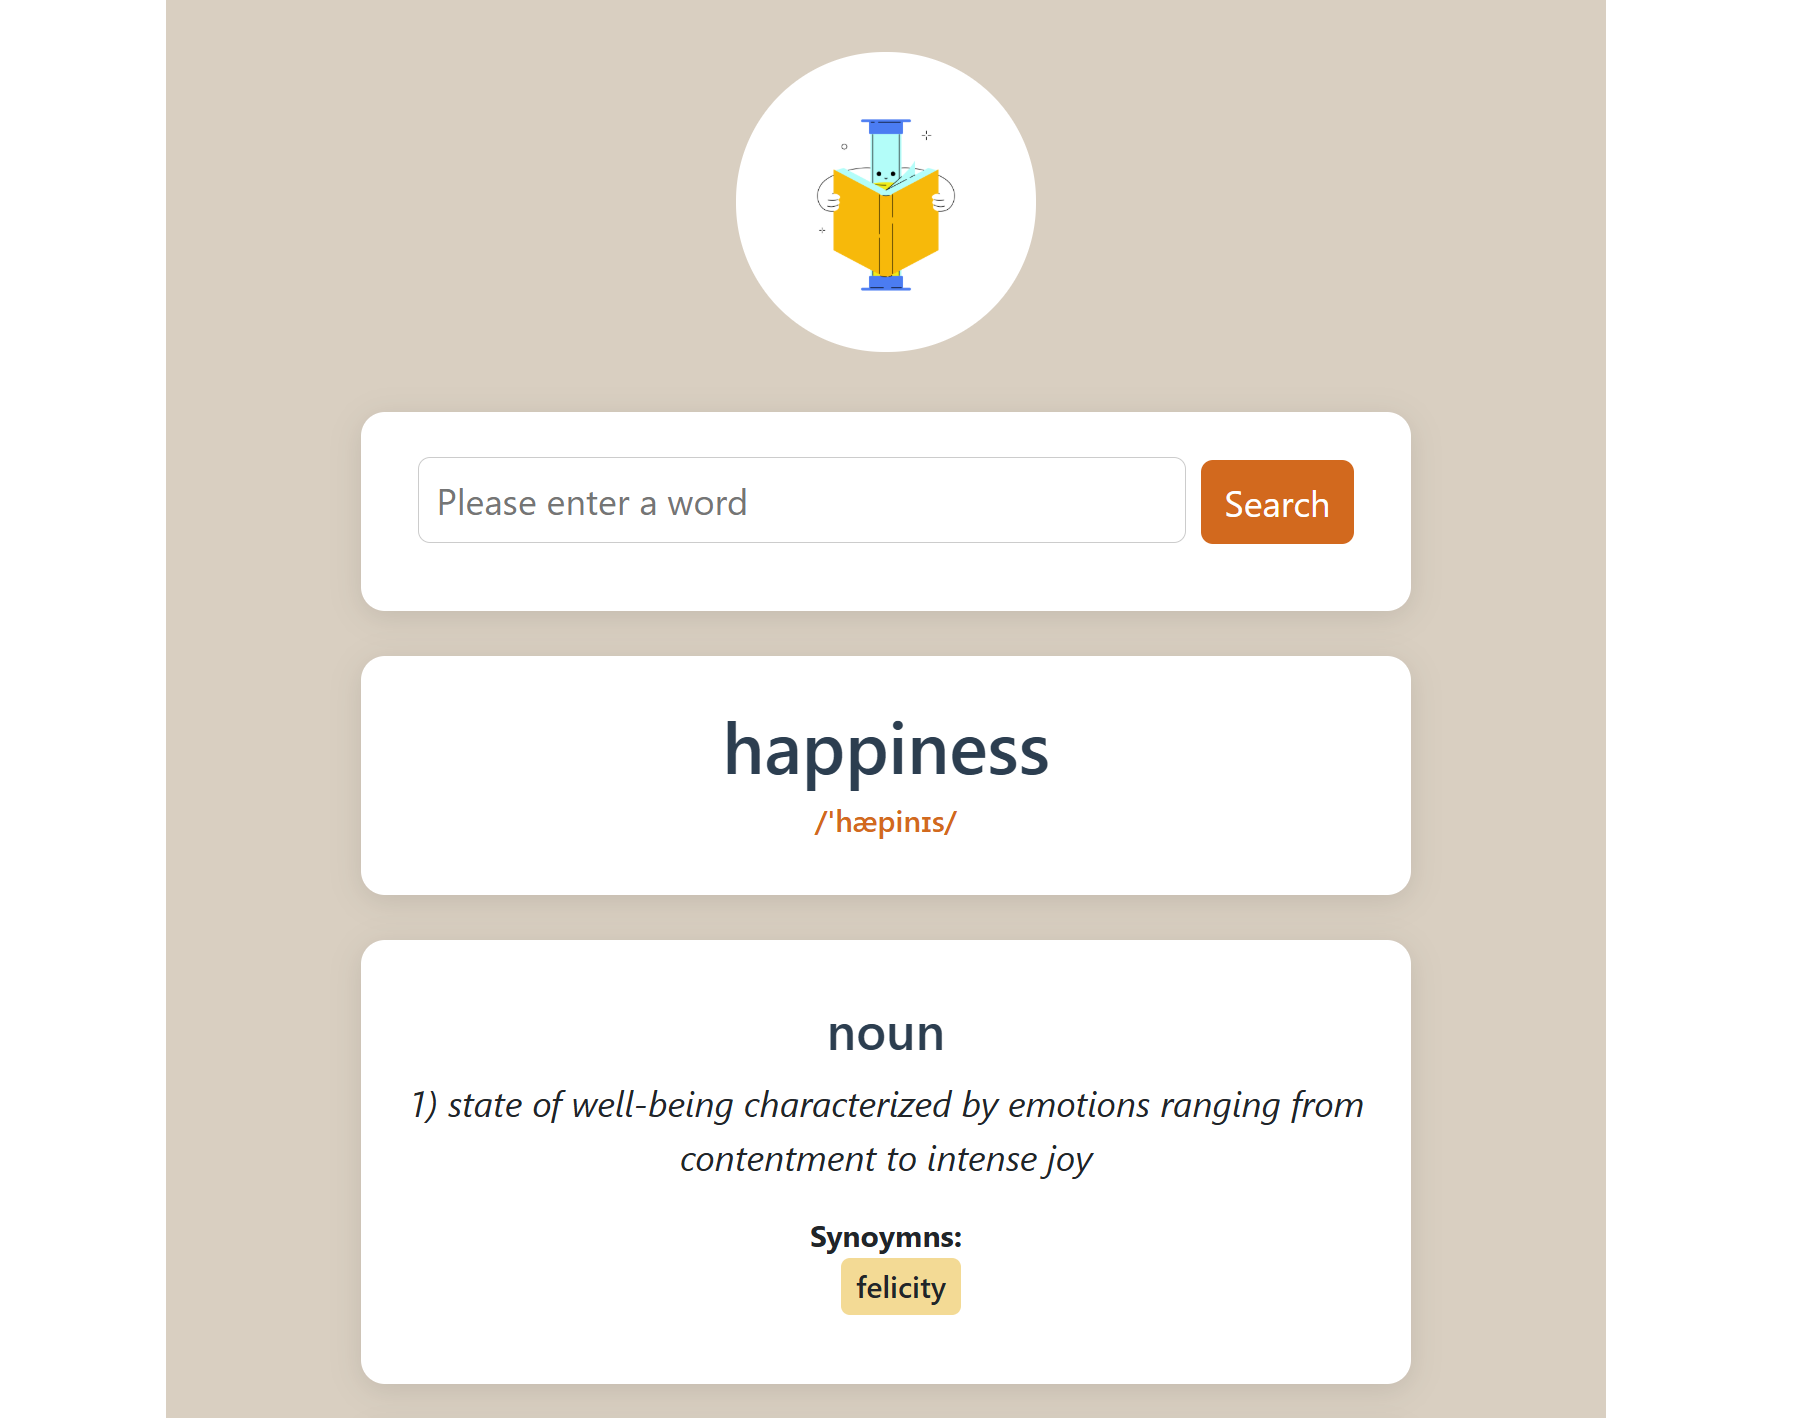 Please enter a word
Search
happiness
/ˈhæpinɪs/
noun
1) state of well-being characterized by emotions ranging from
contentment to intense joy
Synoymns:
felicity